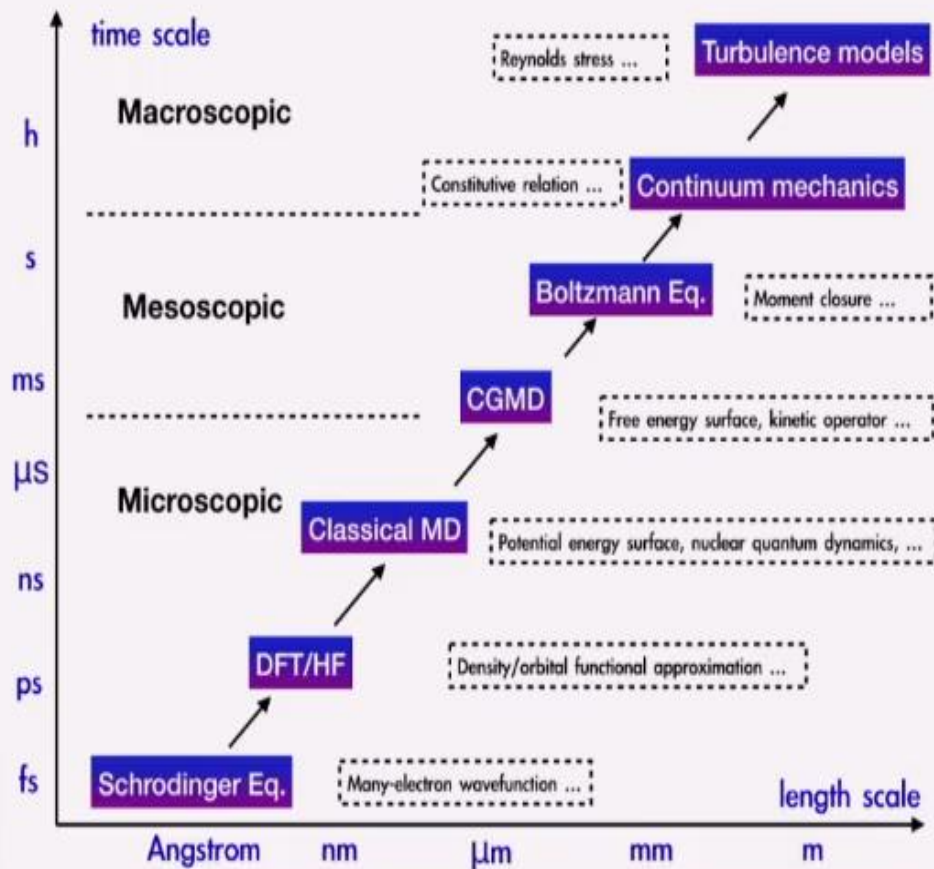 time scale
Reynolds stress ...
Turbulence models
Macroscopic
h
Constitutive relation ...
Continuum mechanics
s
Boltzmann Eq.
Moment closure ...
Mesoscopic
ms
CGMD
Free energy surface, kinetic operator ...
μs
Microscopic
Classical MD
Potential energy surface, nuclear quantum dynamics, ...
ns
DFT/HF
Density/orbital functional approximation ...
ps
fs
Schrodinger Eq.
Many-electron wavefunction ...
length scale
Angstrom nm μm mm m